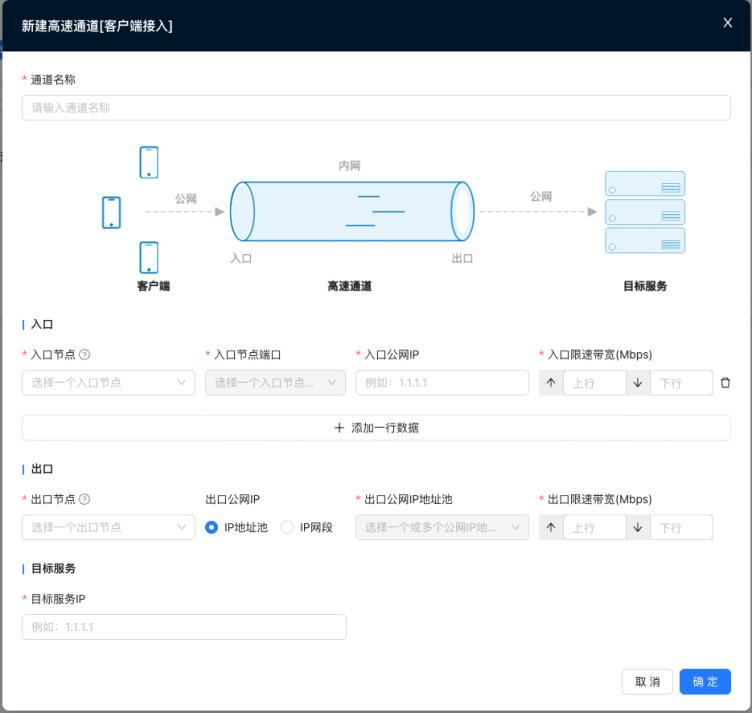 新建高速通道[客户端接入]
* 通道名称
请输入通道名称
内网
公网
公网
入口
出口
客户端
高速通道
目标服务
入口
* 入口节点
* 入口节点端口
* 入口公网IP
* 入口限速带宽(Mbps)
选择一个入口节点
选择一个入口节点...
例如：1.1.1.1
上行
下行
+ 添加一行数据
出口
* 出口节点
出口公网IP
* 出口公网IP地址池
* 出口限速带宽(Mbps)
选择一个出口节点
IP地址池
IP网段
选择一个或多个公网IP地...
上行
下行
目标服务
* 目标服务IP
例如：1.1.1.1
取 消
确 定